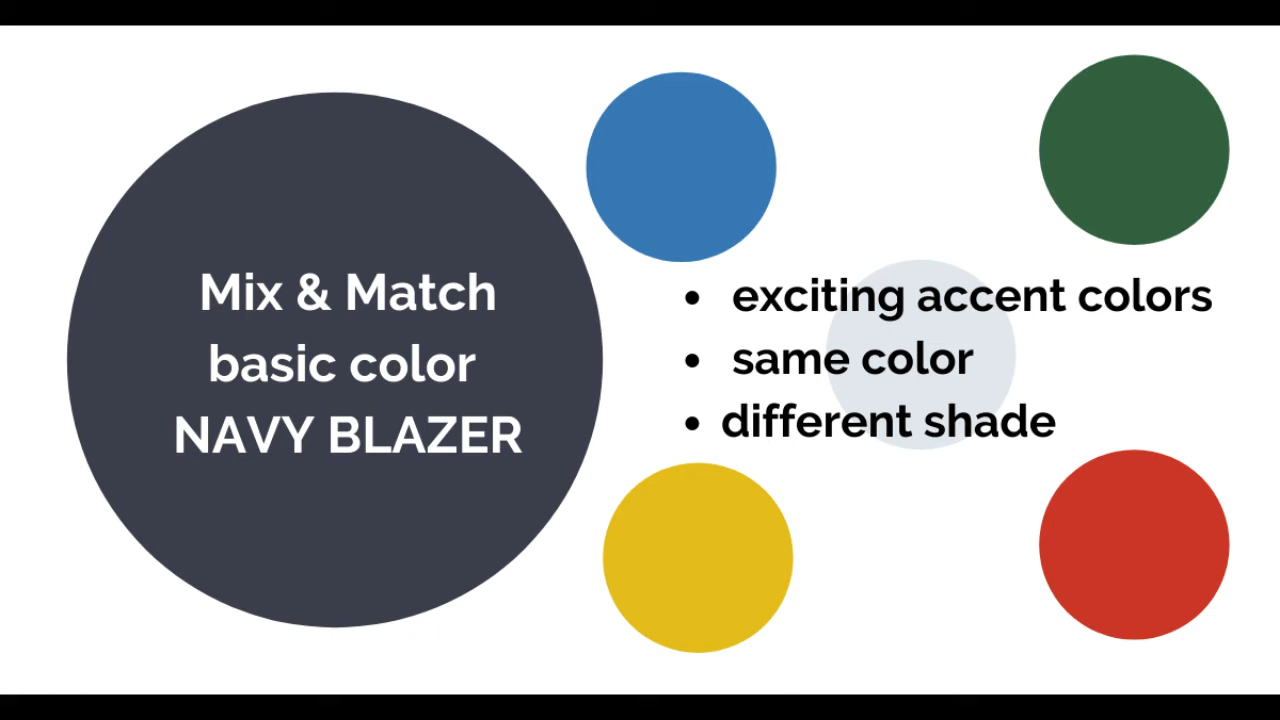 Mix & Match
basic color
NAVY BLAZER
• exciting accent colors
• same color
• different shade